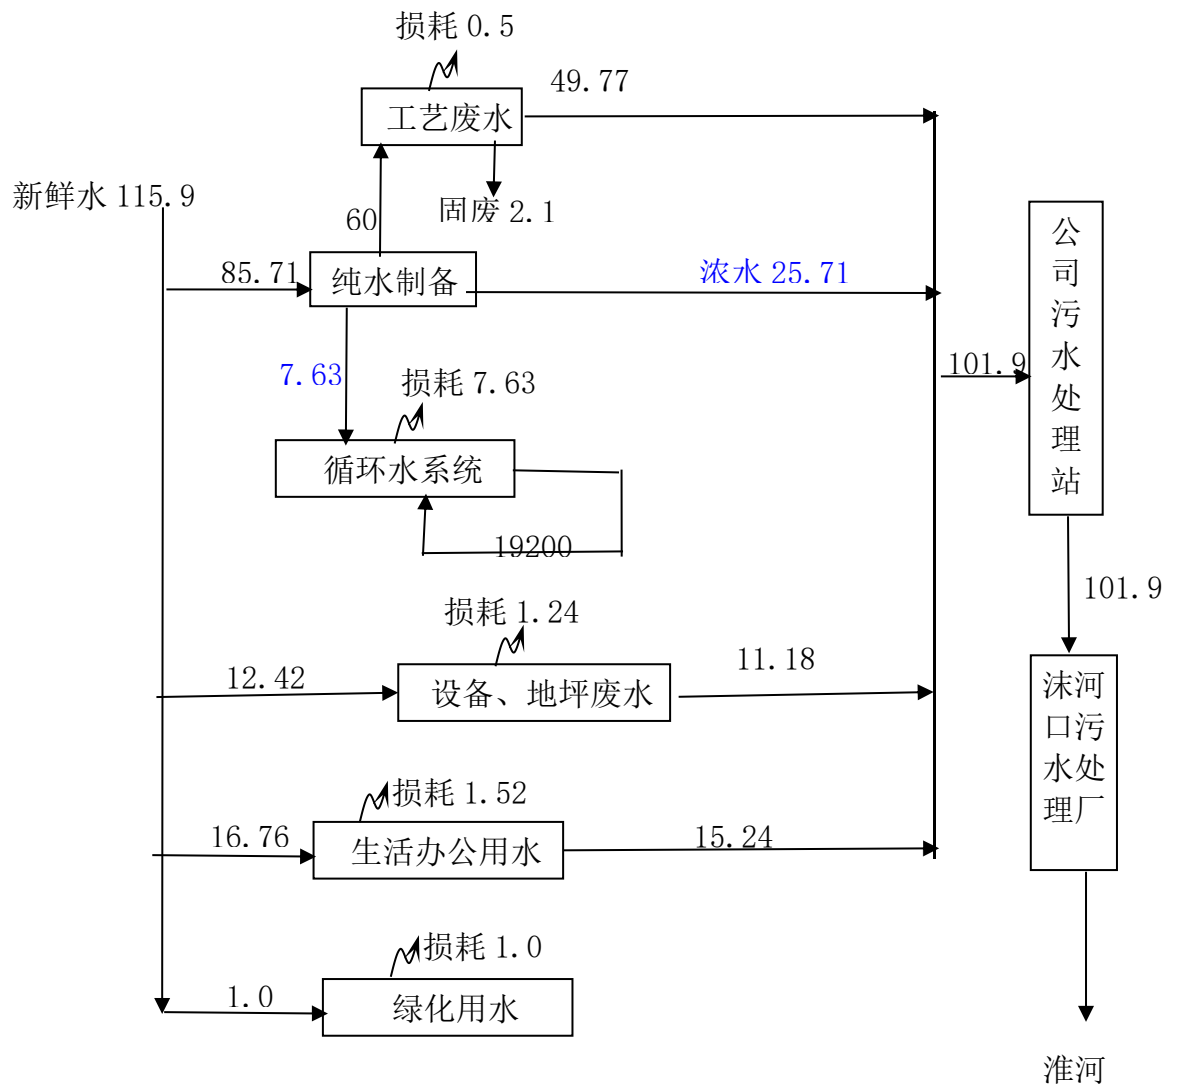 损耗 0.5
49.77
工艺废水
新鲜水 115.9
60
固废 2.1
85.71
纯水制备
浓水 25.71
7.63
损耗 7.63
循环水系统
19200
101.9
公司污水处理站
101.9
损耗 1.24
12.42
设备、地坪废水
11.18
沫河
口污
水处
理厂
损耗 1.52
16.76
生活办公用水
15.24
损耗 1.0
1.0
绿化用水
淮河